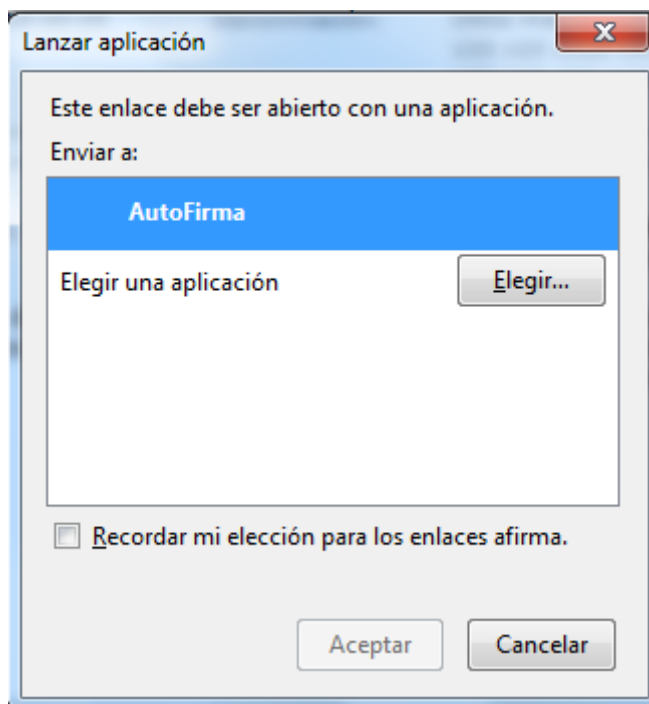 Lanzar aplicación
Este enlace debe ser abierto con una aplicación.
Enviar a:
AutoFirma
Elegir una aplicación
Elegir...
Recordar mi elección para los enlaces afirma.
Aceptar
Cancelar